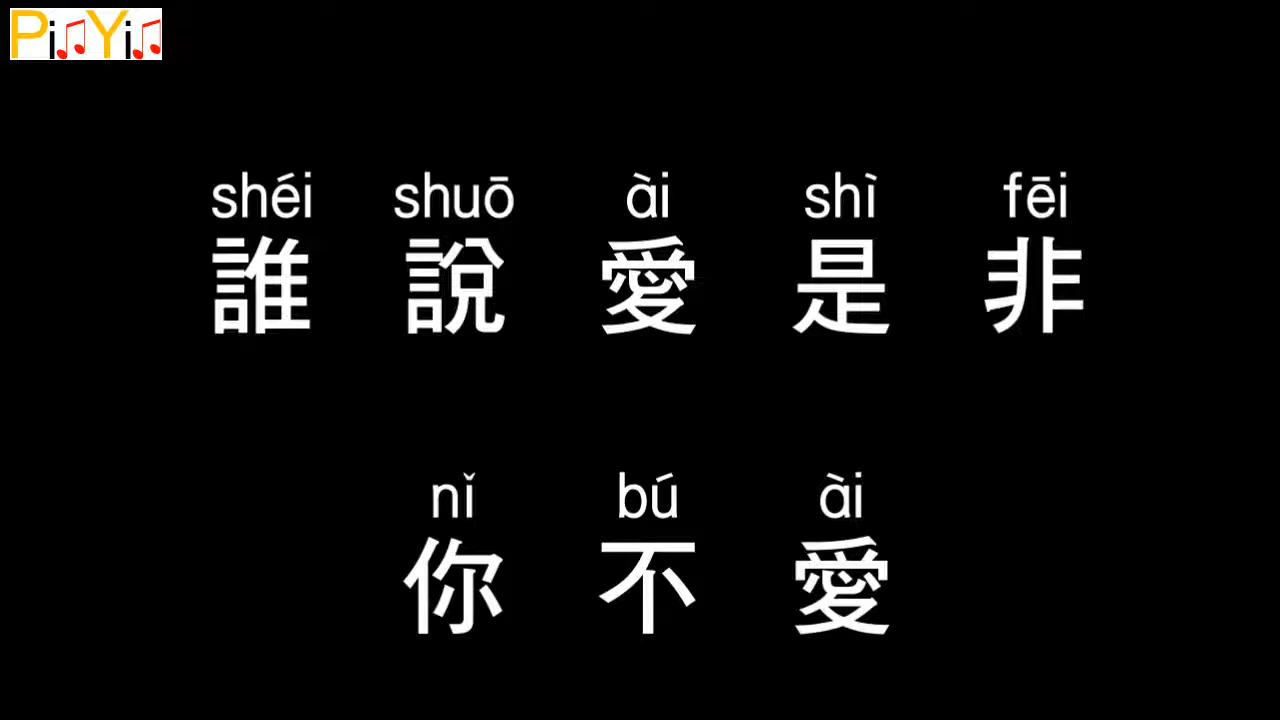 PinYin
shéi shuō ài shì fēi
誰 說 愛 是 非
nǐ bú ài
你 不 愛